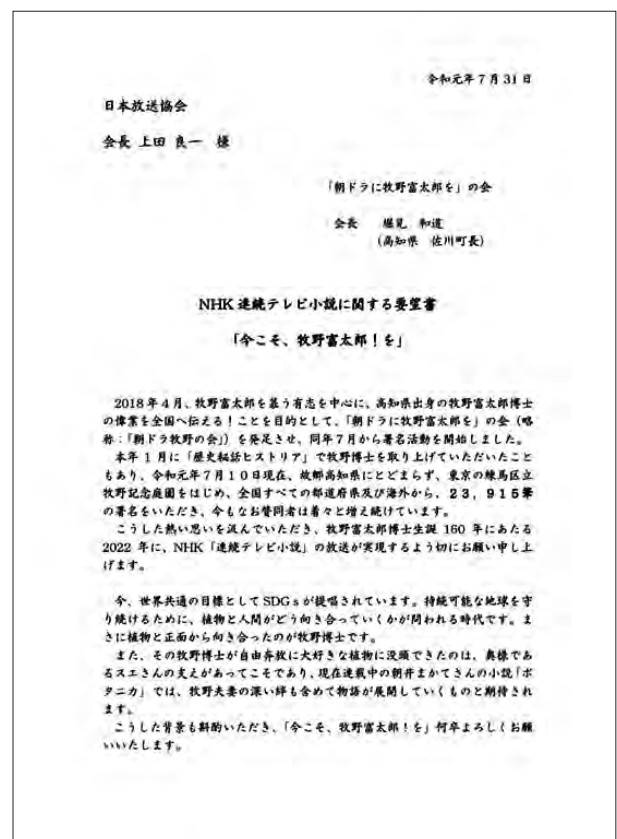 令和元年7月31日
日本放送協会
会長 上田 良一 様
「朝ドラに牧野富太郎を」の会
会長 堀見 和道
(高知県 佐川町長)
NHK 連続テレビ小説に関する要望書
「今こそ、牧野富太郎！を」
2018年4月、牧野富太郎を慕う有志を中心に、高知県出身の牧野富太郎博士
の偉業を全国へ伝える！ことを目的として、「朝ドラに牧野富太郎を」の会（略
称：「朝ドラ牧野の会」）を発足させ、同年7月から署名活動を開始しました。
本年1月に「歴史秘話ヒストリア」で牧野博士を取り上げていただいたこと
もあり、令和元年7月10日現在、故郷高知県にとどまらず、東京の練馬区立
牧野記念庭園をはじめ、全国すべての都道府県及び海外から、23，915筆
の署名をいただき、今もなお賛同者は着々と増え続けています。
こうした熱い思いを汲んでいただき、牧野富太郎博士生誕 160 年にあたる
2022 年に、NHK「連続テレビ小説」の放送が実現するよう切にお願い申し上
げます。
今、世界共通の目標としてSDGｓが提唱されています。持続可能な地球を守
り続けるために、植物と人間がどう向き合っていくかが問われる時代です。ま
さに植物と正面から向き合ったのが牧野博士です。
また、その牧野博士が自由奔放に大好きな植物に没頭できたのは、奥様であ
るスエさんの支えがあってこそであり、現在連載中の朝井まかてさんの小説「ボ
タニカ」では、牧野夫妻の深い絆も含めて物語が展開していくものと期待され
ます。
こうした背景も斟酌いただき、「今こそ、牧野富太郎！を」何卒よろしくお願
いいたします。